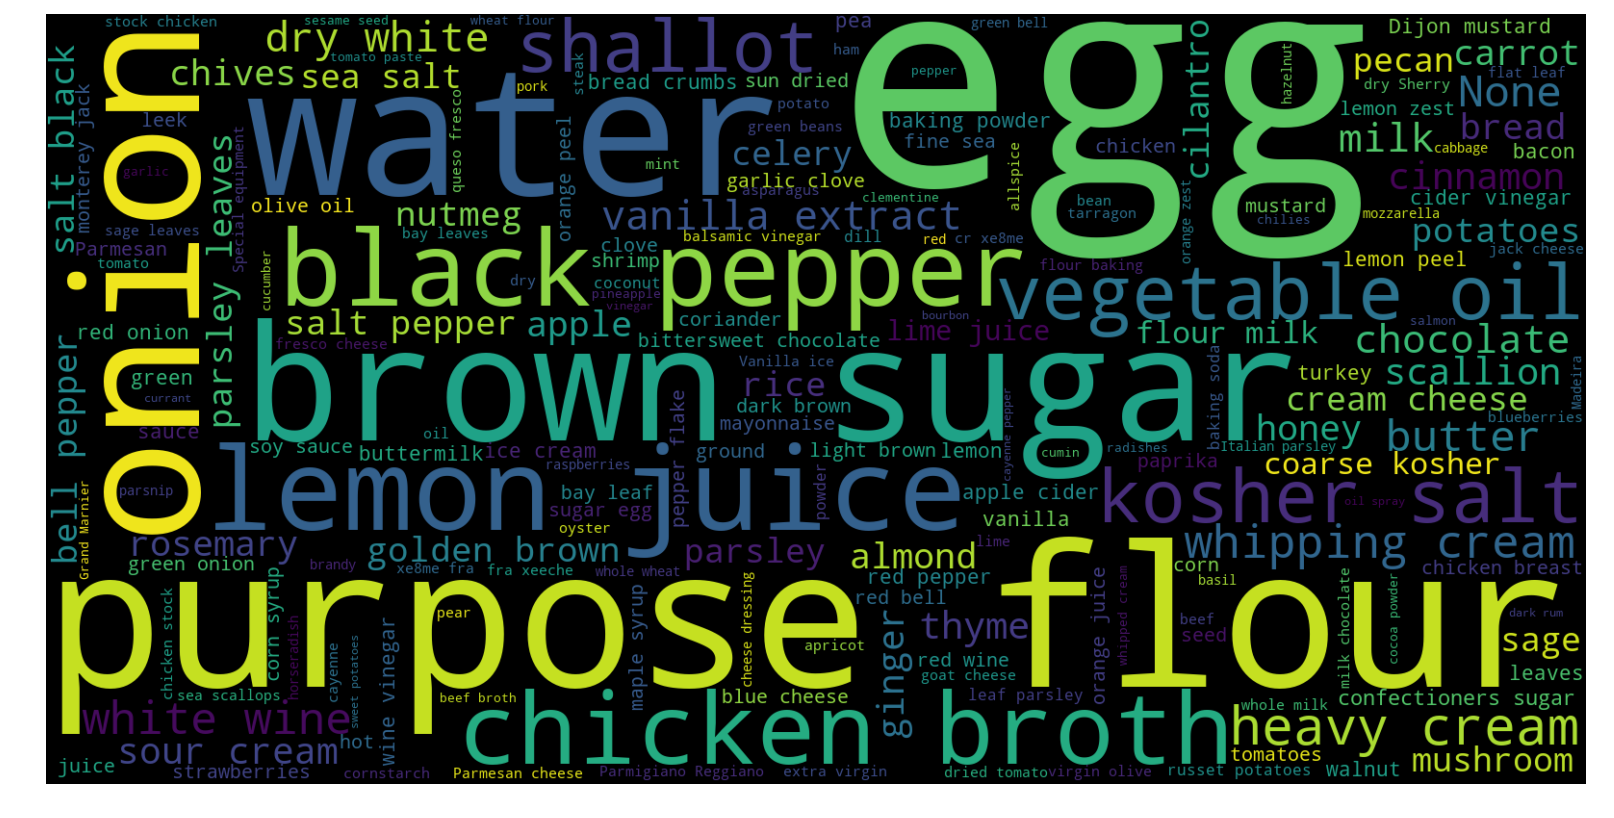 stock chicken
sesame seed
wheat flour
pea
green bell
Dijon mustard
dry white
shallot
egg
cilantro
onion
salt black
monterey jack
tomato paste
ham
pecan
carrot
chives
sea salt
pork
steak
bread crumbs
sun dried
pepper
hazelnut
dry Sherry
flat leaf
None
water
queso fresco
potato
lemon zest
leek
green beans
baking powder
fine sea
milk
bread
parsley leaves
Special equipment
orange peel
celery
chicken
cabbage
bacon
mint
garlic
garlic clove
asparagus
allspice
cinnamon
clementine
bean
tarragon
orange zest
cider vinegar
olive oil
nutmeg
vanilla extract
mustard
chilies
mozzarella
sage leaves
bay leaves
balsamic vinegar
dill
red
cr xe8me
potatoes
Parmesan
clove
jack cheese
tomato
black pepper
shrimp
flour baking
lemon peel
cucumber
coconut
dry
pineapple
vinegar
vegetable oil
salt pepper
apple
coriander
bourbon
lime juice
salmon
red onion
fresco cheese
bittersweet chocolate
flour milk
chocolate
bell pepper
green
brown sugar
Vanilla ice
rice
baking soda
turkey
scallion
Madeira
currant
dark brown
cream cheese
sauce
mayonnaise
honey
blueberries
oil
pepper flake
cayenne pepper
butter
soy sauce
buttermilk
ice cream
ground
light brown
lemon
cumin
radishes
Italian parsley
raspberries
paprika
coarse kosher
Grand Marnier
parsnip
lemon juice
bay leaf
powder
apple cider
kosher salt
oil spray
sugar egg
oyster
vanilla
rosemary
golden brown
parsley
almond
lime
whipping cream
green onion
brandy
xe8me fra
fra xeeche
whole wheat
red pepper
corn
chicken breast
corn syrup
red bell
orange juice
basil
purpose flour
cheese dressing
whipped cream
milk chocolate
cocoa powder
chicken stock
horseradish
pear
maple syrup
ginger
thyme
beef
seed
dark rum
cayenne
wine vinegar
apricot
red wine
sage
sweet potatoes
goat cheese
leaves
sea scallops
beef broth
blue cheese
leaf parsley
confectioners sugar
white wine
chicken broth
whole milk
heavy cream
sour cream
hot
tomatoes
juice
strawberries
cornstarch
Parmesan cheese
Parmigiano Reggiano
extra virgin
dried tomato
virgin olive
russet potatoes
walnut
mushroom